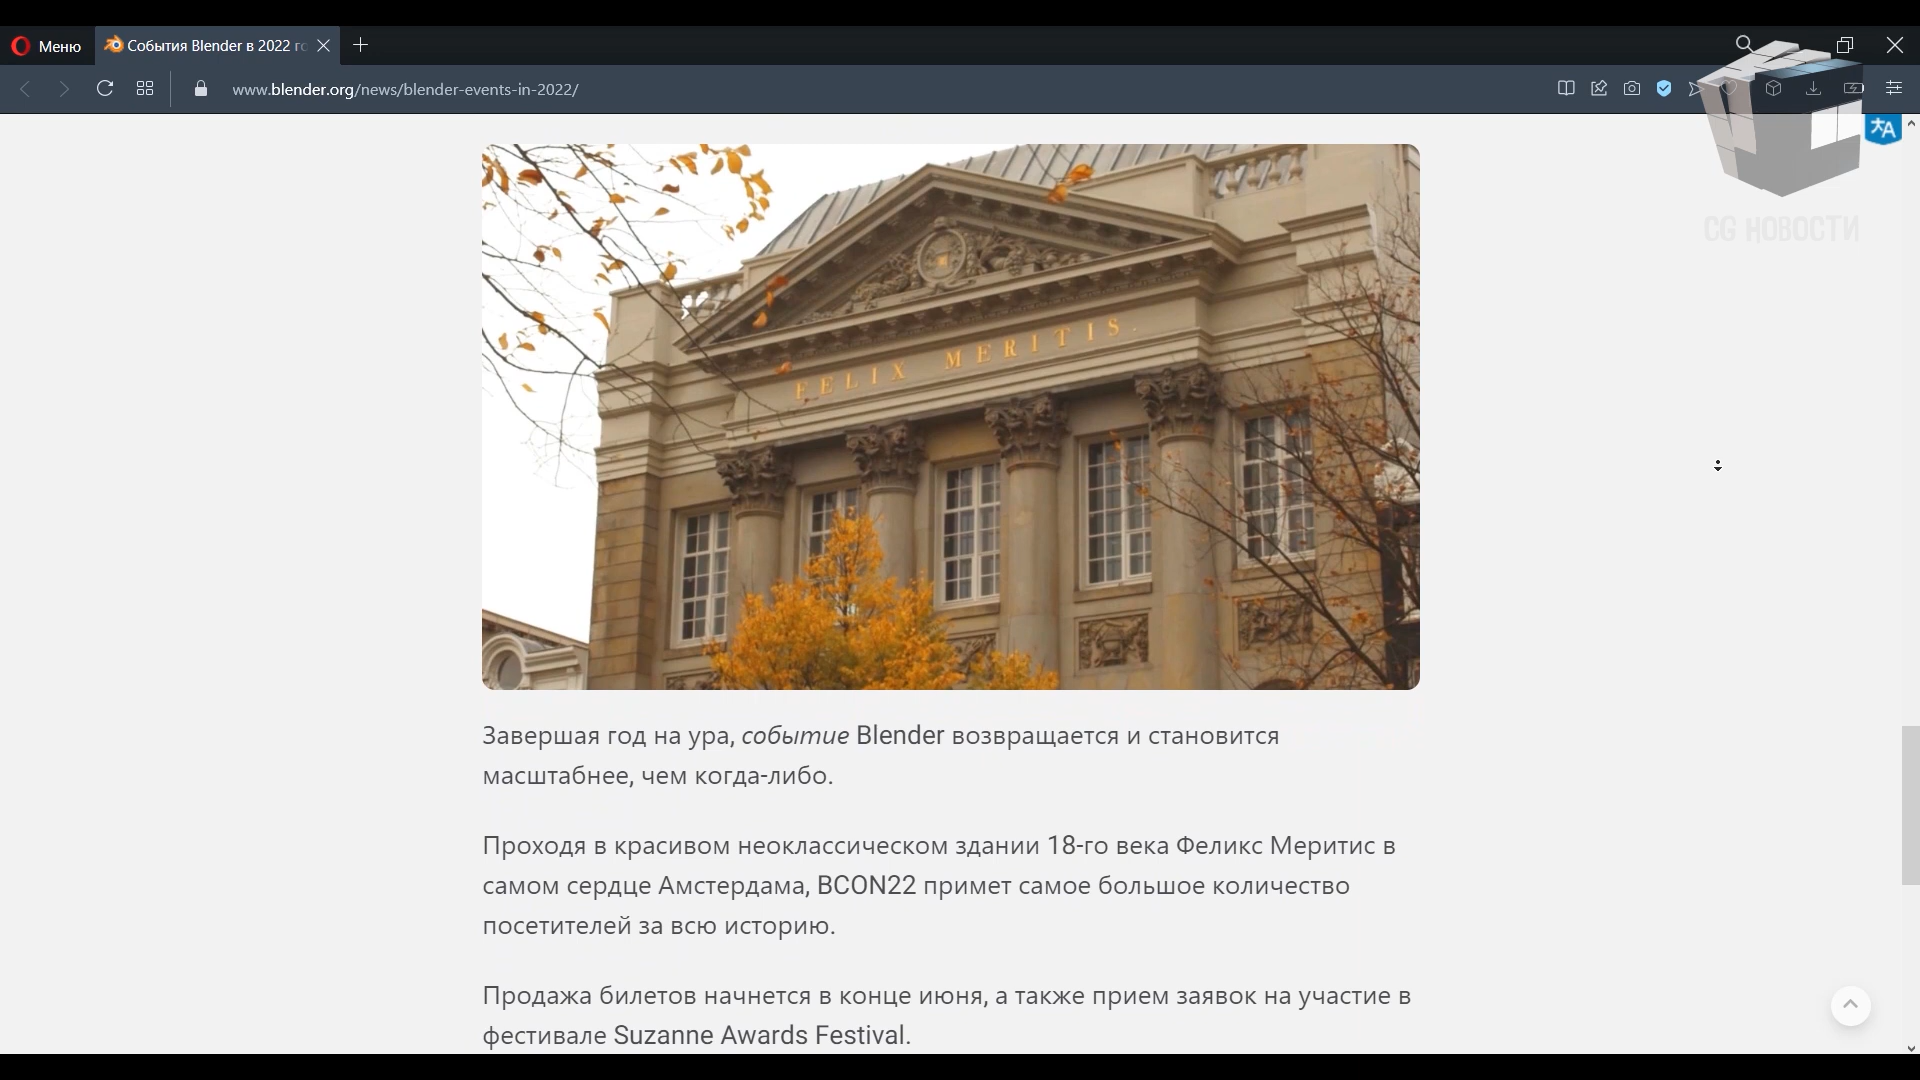 Меню
События Blender в 2022 го
www.blender.org/news/blender-events-in-2022/
CG НОВОСТИ
FELIX MERITIS.
Завершая год на ура, событие Blender возвращается и становится
масштабнее, чем когда-либо.
Проходя в красивом неоклассическом здании 18-го века Феликс Меритис в
самом сердце Амстердама, BCON22 примет самое большое количество
посетителей за всю историю.
Продажа билетов начнется в конце июня, а также прием заявок на участие в
фестивале Suzanne Awards Festival.